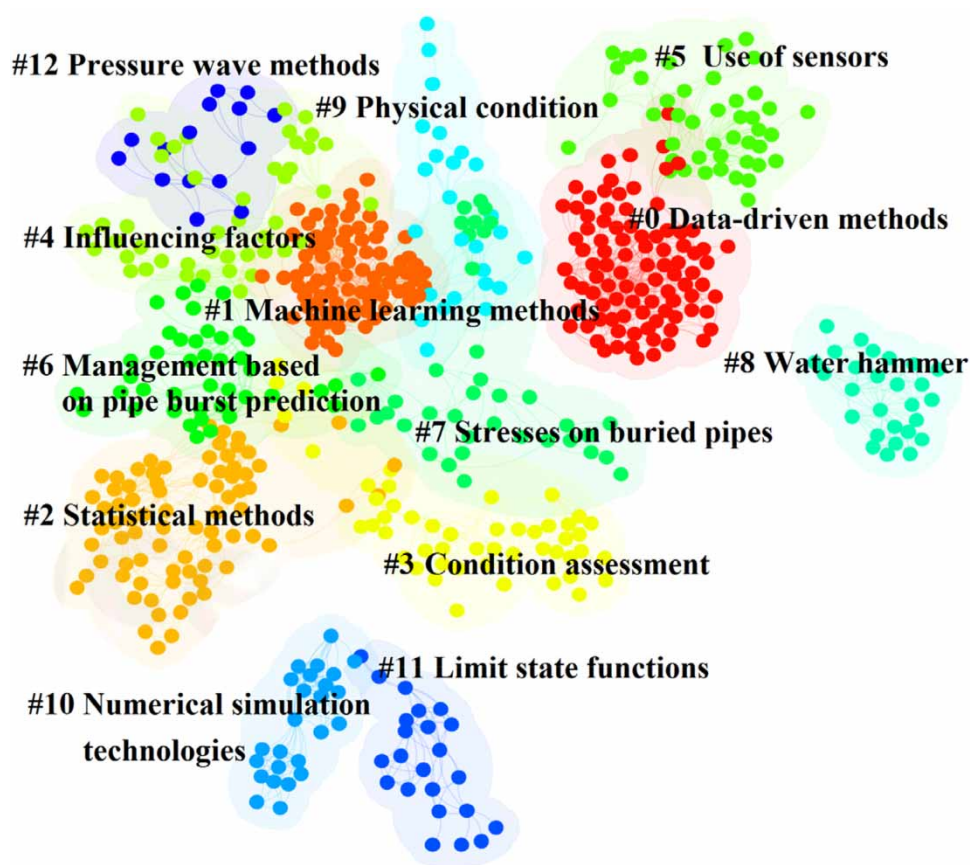 #5 Use of sensors
#12 Pressure wave methods
#9 Physical condition
#0 Data-driven methods
#4 Influencing factors
#1 Machine learning methods
#6 Management based
on pipe burst prediction
#8 Water hammer
#7 Stresses on buried pipes
#2 Statistical methods
#3 Condition assessment
#11 Limit state functions
#10 Numerical simulation
technologies